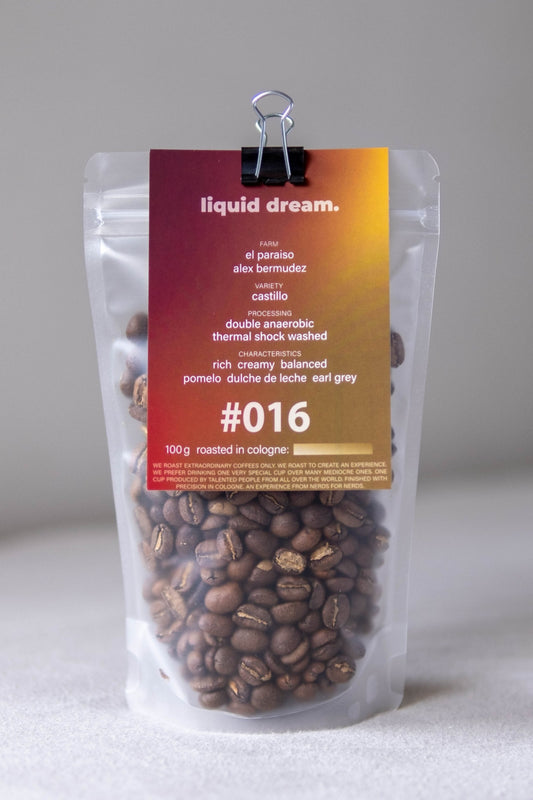 liquid dream.
FARM
el paraiso
alex bermudez
VARIETY
castillo
PROCESSING
double anaerobic
thermal shock washed
CHARACTERISTICS
rich creamy balanced
pomelo dulche de leche earl grey
#016
100 g roasted in cologne:
WE ROAST EXTRAORDINARY COFFEES ONLY. WE ROAST TO CREATE AN EXPERIENCE.
WE PREFER DRINKING ONE VERY SPECIAL CUP OVER MANY MEDIOCRE ONES. ONE
CUP PRODUCED BY TALENTED PEOPLE FROM ALL OVER THE WORLD. FINISHED WITH
PRECISION IN COLOGNE. AN EXPERIENCE FROM NERDS FOR NERDS.